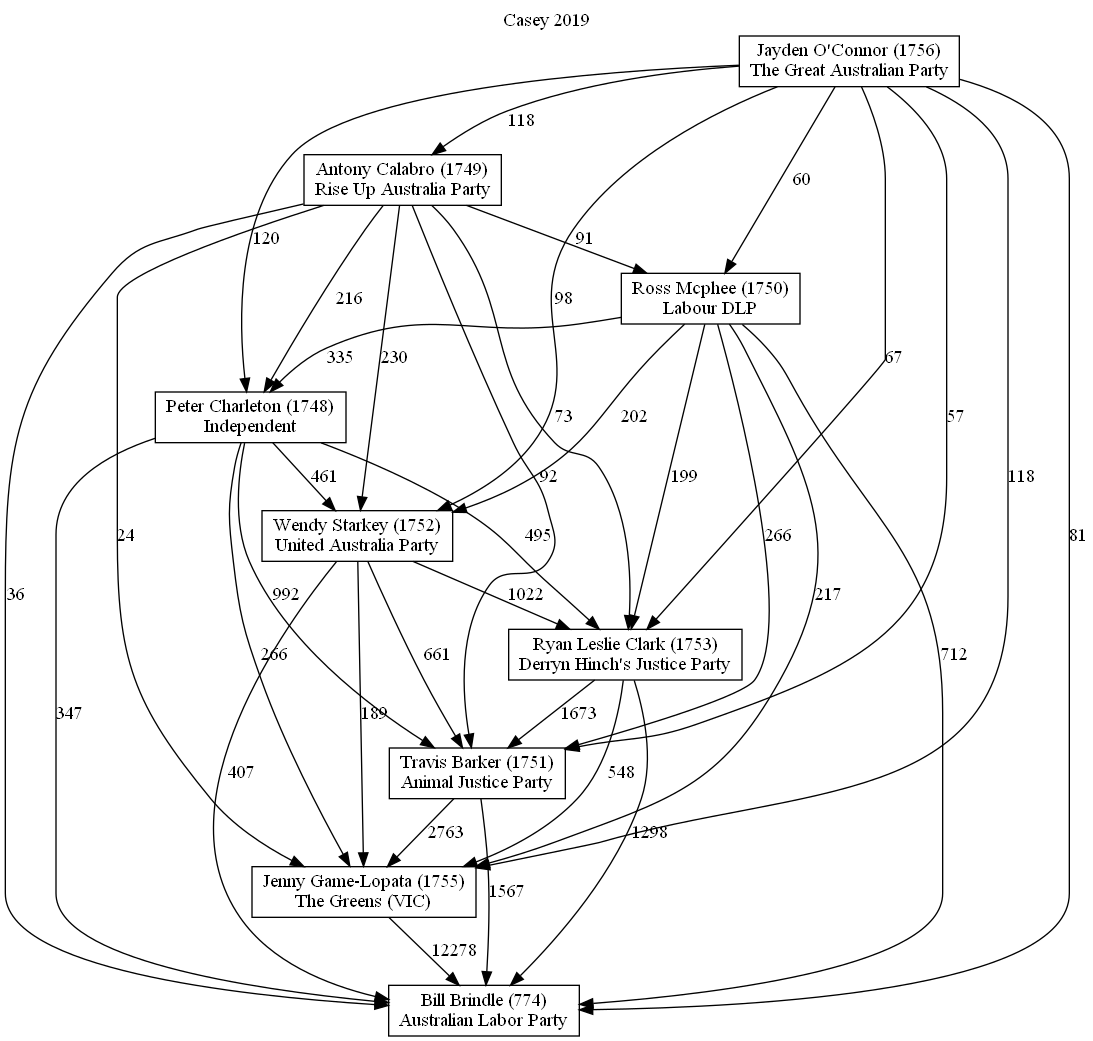 Casey 2019
Jayden O'Connor (1756)
The Great Australian Party
118
Antony Calabro (1749)
Rise Up Australia Party
60
120
91
216
98
Ross Mcphee (1750)
Labour DLP
335
230
67
Peter Charleton (1748)
Independent
73
202
57
461
92
199
118
Wendy Starkey (1752)
United Australia Party
24
495
266
81
36
992
1022
217
Ryan Leslie Clark (1753)
Derryn Hinch's Justice Party
266
661
712
347
189
1673
Travis Barker (1751)
Animal Justice Party
407
548
2763
1298
Jenny Game-Lopata (1755)
The Greens (VIC)
1567
12278
Bill Brindle (774)
Australian Labor Party